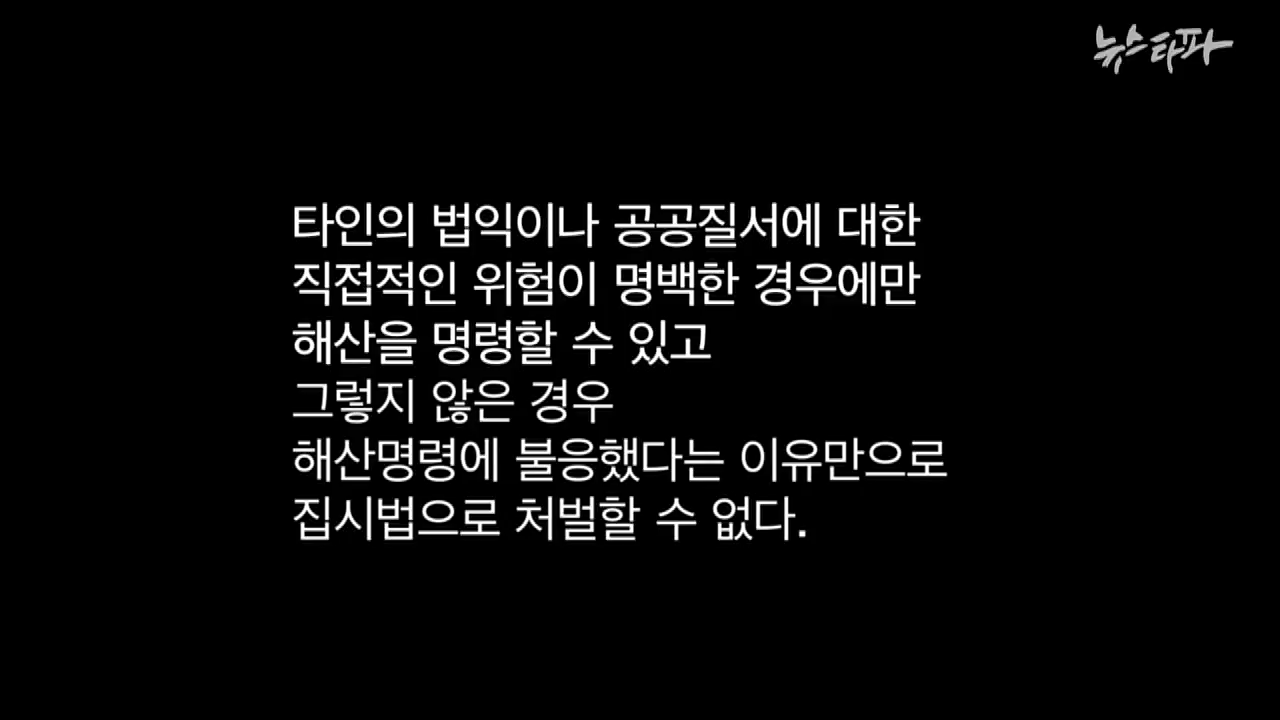 뉴스타파
타인의 법익이나 공공질서에 대한
직접적인 위험이 명백한 경우에만
해산을 명령할 수 있고
그렇지 않은 경우
해산명령에 불응했다는 이유만으로
집시법으로 처벌할 수 없다.